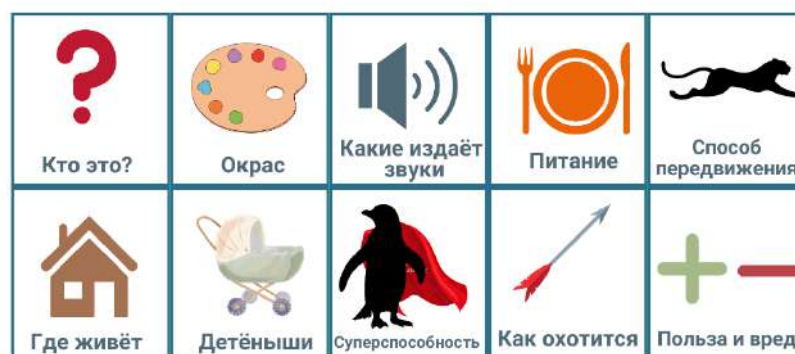 Кто это?
Окрас
Какие издаёт
звуки
Питание
Способ
передвижения
Где живёт
Детёныши
Суперспособность
Как охотится
Польза и вред